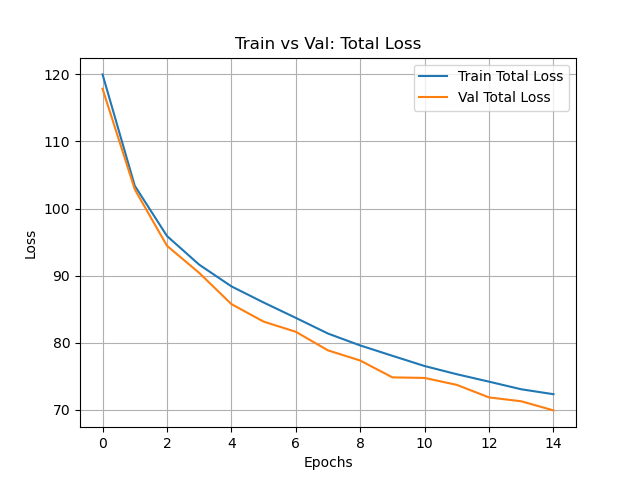 Train vs Val: Total Loss
Train Total Loss
Val Total Loss
Loss
120
110
100
90
80
70
0 2 4 6 8 10 12 14
Epochs